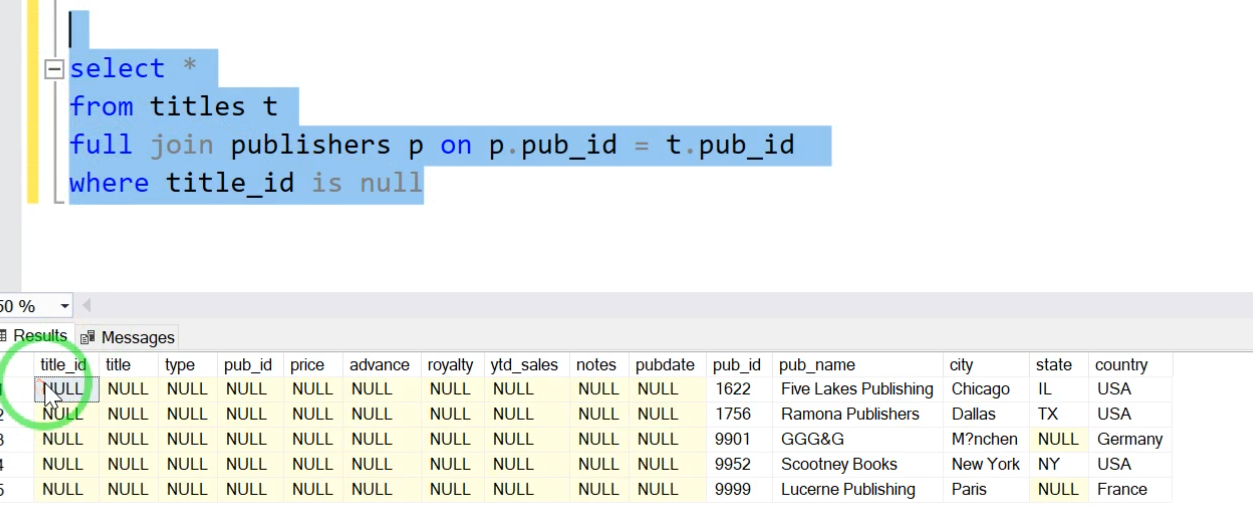 select *
from titles t
full join publishers p on p.pub_id = t.pub_id
where title_id is null
50 %
Results Messages
title_id title type pub_id price advance royalty ytd_sales notes pubdate pub_id pub_name city state country
1 NULL NULL NULL NULL NULL NULL NULL NULL NULL NULL 1622 Five Lakes Publishing Chicago IL USA
2 NULL NULL NULL NULL NULL NULL NULL NULL NULL NULL 1756 Ramona Publishers Dallas TX USA
3 NULL NULL NULL NULL NULL NULL NULL NULL NULL NULL 9901 GGG&G M?nchen NULL Germany
4 NULL NULL NULL NULL NULL NULL NULL NULL NULL NULL 9952 Scootney Books New York NY USA
5 NULL NULL NULL NULL NULL NULL NULL NULL NULL NULL 9999 Lucerne Publishing Paris NULL France